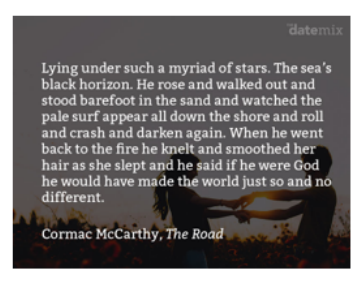 datemix
Lying under such a myriad of stars. The sea's
black horizon. He rose and walked out and
stood barefoot in the sand and watched the
pale surf appear all down the shore and roll
and crash and darken again. When he went
back to the fire he knelt and smoothed her
hair as she slept and he said if he were God
he would have made the world just so and no
different.
Cormac McCarthy, The Road